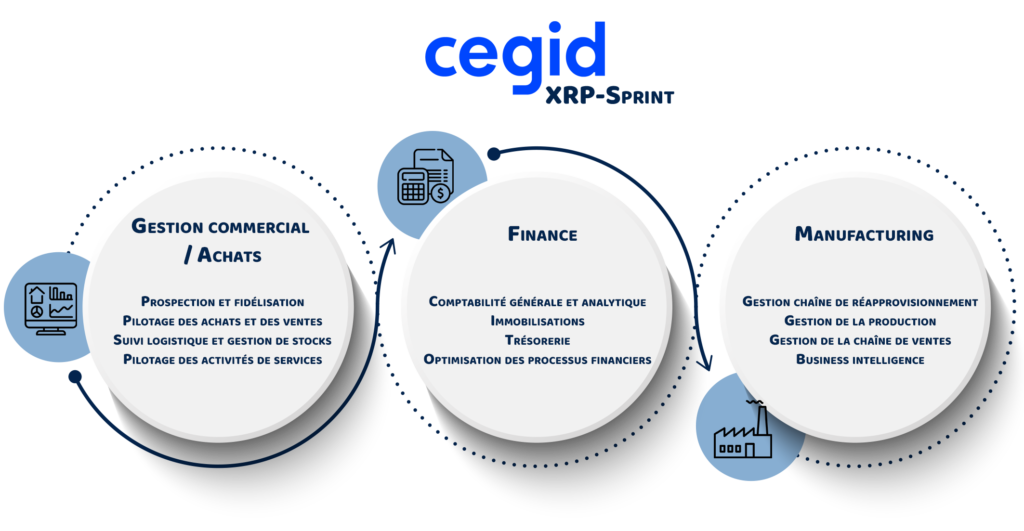 cegid
XRP-Sprint
Gestion commercial
/ Achats
Prospection et fidélisation
Pilotage des achats et des ventes
Suivi logistique et gestion de stocks
Pilotage des activités de services
Finance
Comptabilité générale et analytique
Immobilisations
Trésorerie
Optimisation des processus financiers
$
Manufacturing
Gestion chaîne de réapprovisionnement
Gestion de la production
Gestion de la chaîne de ventes
Business intelligence